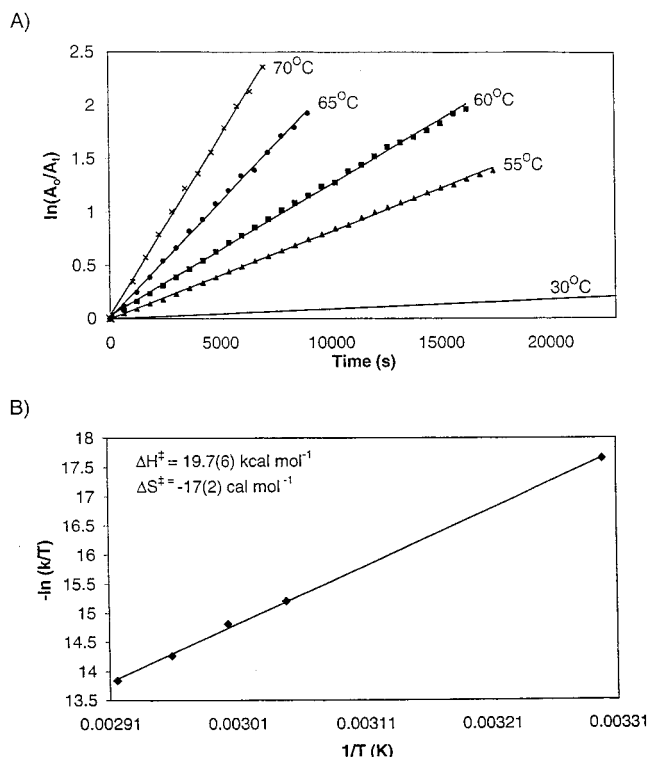 A)
2.5
2
1.5
1
0.5
0
ln(A₀/Aₜ)
70°C
65°C
60°C
55°C
30°C
0 5000 10000 15000 20000
Time (s)
B)
18
17.5
17
16.5
16
15.5
15
14.5
14
13.5
-ln (k/T)
ΔH‡ = 19.7(6) kcal mol⁻¹
ΔS‡ = -17(2) cal mol⁻¹
0.00291 0.00301 0.00311 0.00321 0.00331
1/T (K)